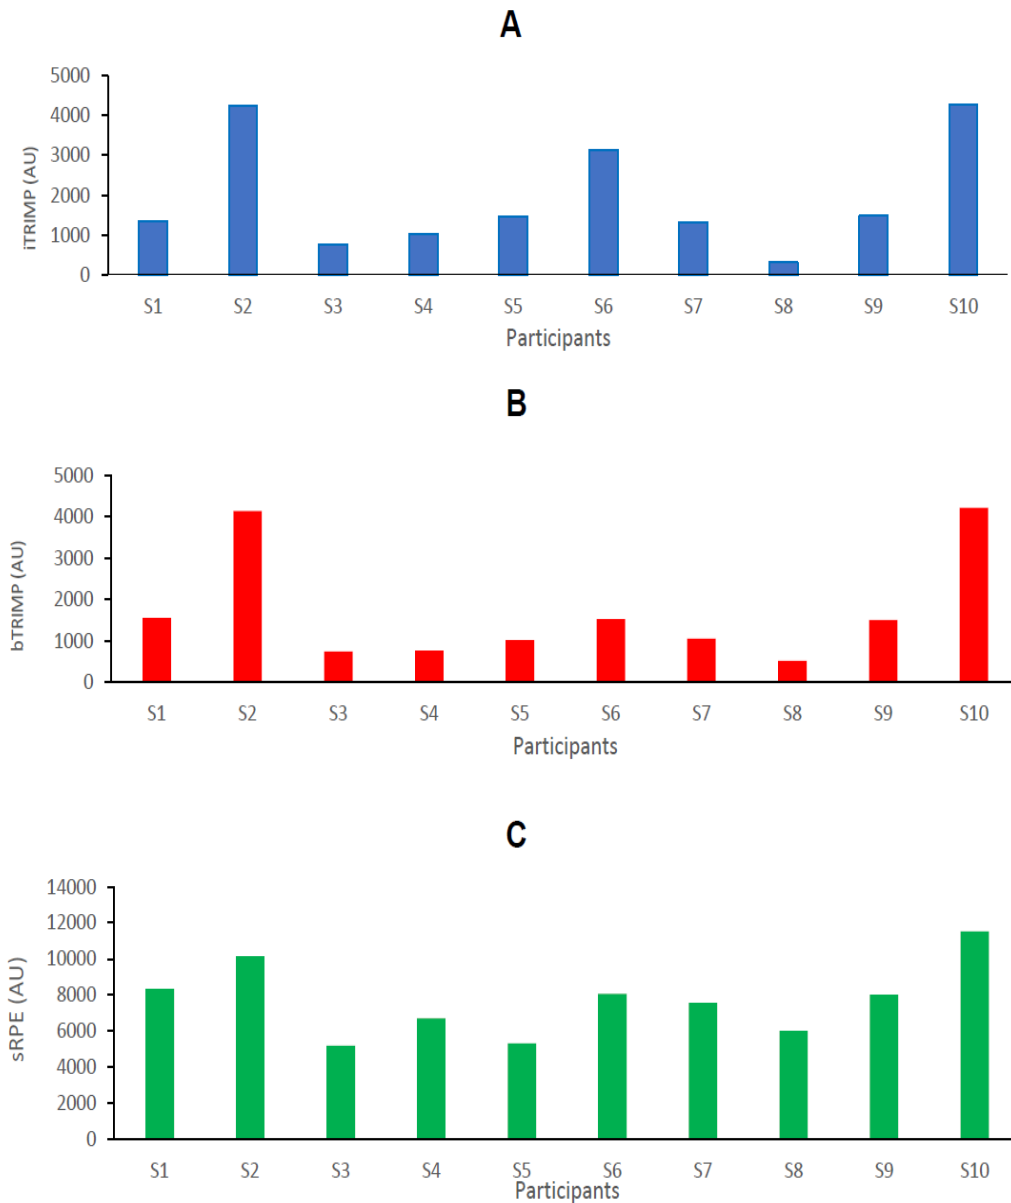 A
5000
4000
3000
2000
1000
0
iTRIMP (AU)
S1 S2 S3 S4 S5 S6 S7 S8 S9 S10
Participants
B
5000
4000
3000
2000
1000
0
bTRIMP (AU)
S1 S2 S3 S4 S5 S6 S7 S8 S9 S10
Participants
C
14000
12000
10000
8000
6000
4000
2000
0
sRPE (AU)
S1 S2 S3 S4 S5 S6 S7 S8 S9 S10
Participants